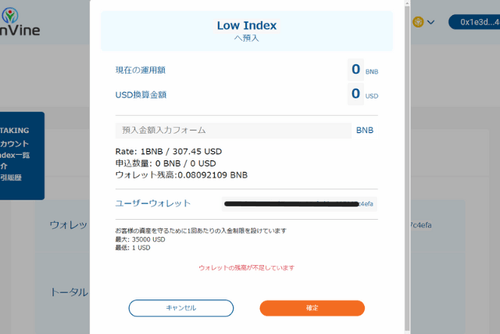 nVine
0x1e3d...4
Low Index
へ預入
現在の運用額 0 BNB
USD換算金額 0 USD
預入金額入力フォーム BNB
Rate: 1BNB / 307.45 USD
申込数量: 0 BNB / 0 USD
ウォレット残高:0.08092109 BNB
ユーザーウォレット c4efa
お客様の資産を守るために1回あたりの入金制限を設けています
最大: 35000 USD
最低: 1 USD
ウォレットの残高が不足しています
キャンセル 確定
TAKING
カウント
ndex一覧
介
引履歴
ウォレッ
c4efa
トータル